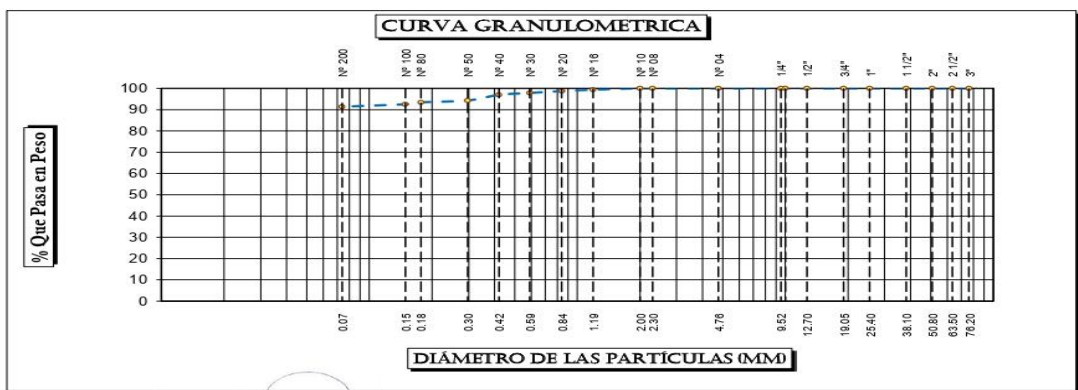 CURVA GRANULOMETRICA
Nº 200 Nº 100 Nº 80 Nº 50 Nº 40 Nº 30 Nº 20 Nº 16 Nº 10 Nº 08 Nº 04 1/4" 1/2" 3/4" 1" 1 1/2" 2" 2 1/2" 3"
% Que Pasa en Peso
100
90
80
70
60
50
40
30
20
10
0
0.07 0.15 0.18 0.30 0.42 0.59 0.84 1.19 2.00 2.30 4.76 9.52 12.70 19.05 25.40 38.10 50.80 63.50 76.20
DIÁMETRO DE LAS PARTÍCULAS (MM)